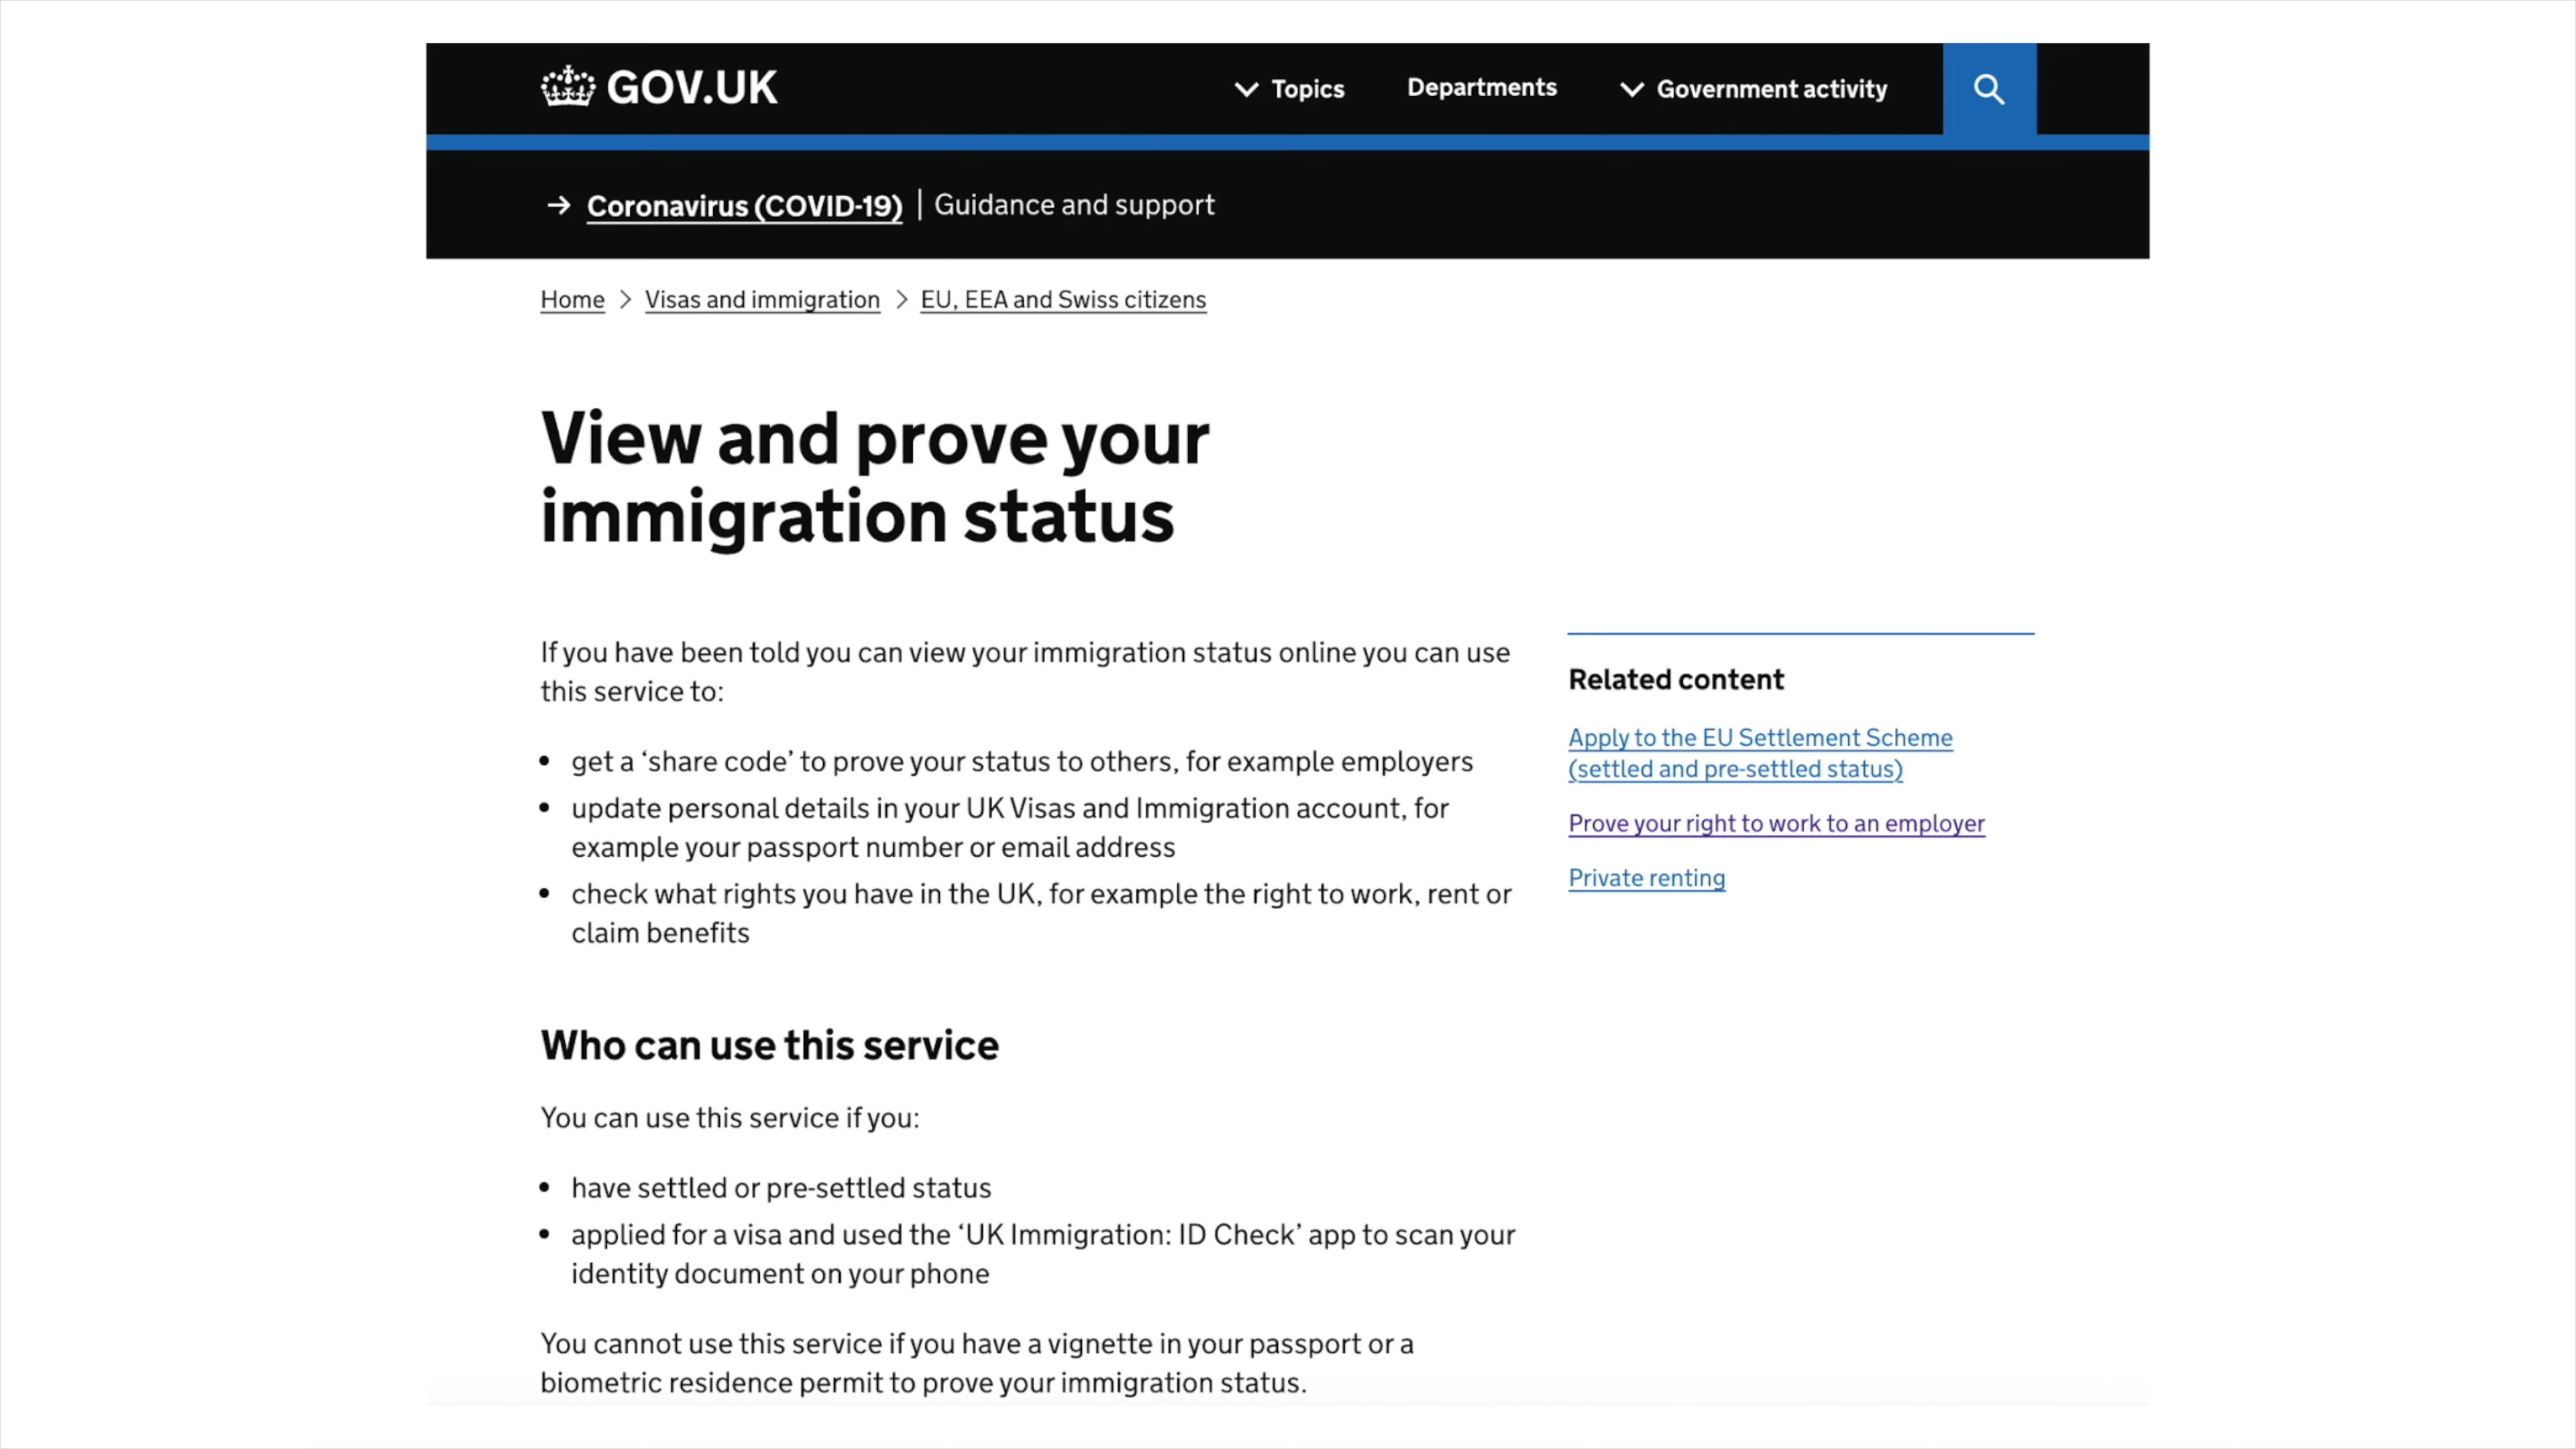 GOV.UK
Topics
Departments
Government activity
Coronavirus (COVID-19) | Guidance and support
Home > Visas and immigration > EU, EEA and Swiss citizens
View and prove your
immigration status
If you have been told you can view your immigration status online you can use
this service to:
• get a ‘share code’ to prove your status to others, for example employers
• update personal details in your UK Visas and Immigration account, for
example your passport number or email address
• check what rights you have in the UK, for example the right to work, rent or
claim benefits
Who can use this service
You can use this service if you:
• have settled or pre-settled status
• applied for a visa and used the ‘UK Immigration: ID Check’ app to scan your
identity document on your phone
You cannot use this service if you have a vignette in your passport or a
biometric residence permit to prove your immigration status.
Related content
Apply to the EU Settlement Scheme
(settled and pre-settled status)
Prove your right to work to an employer
Private renting